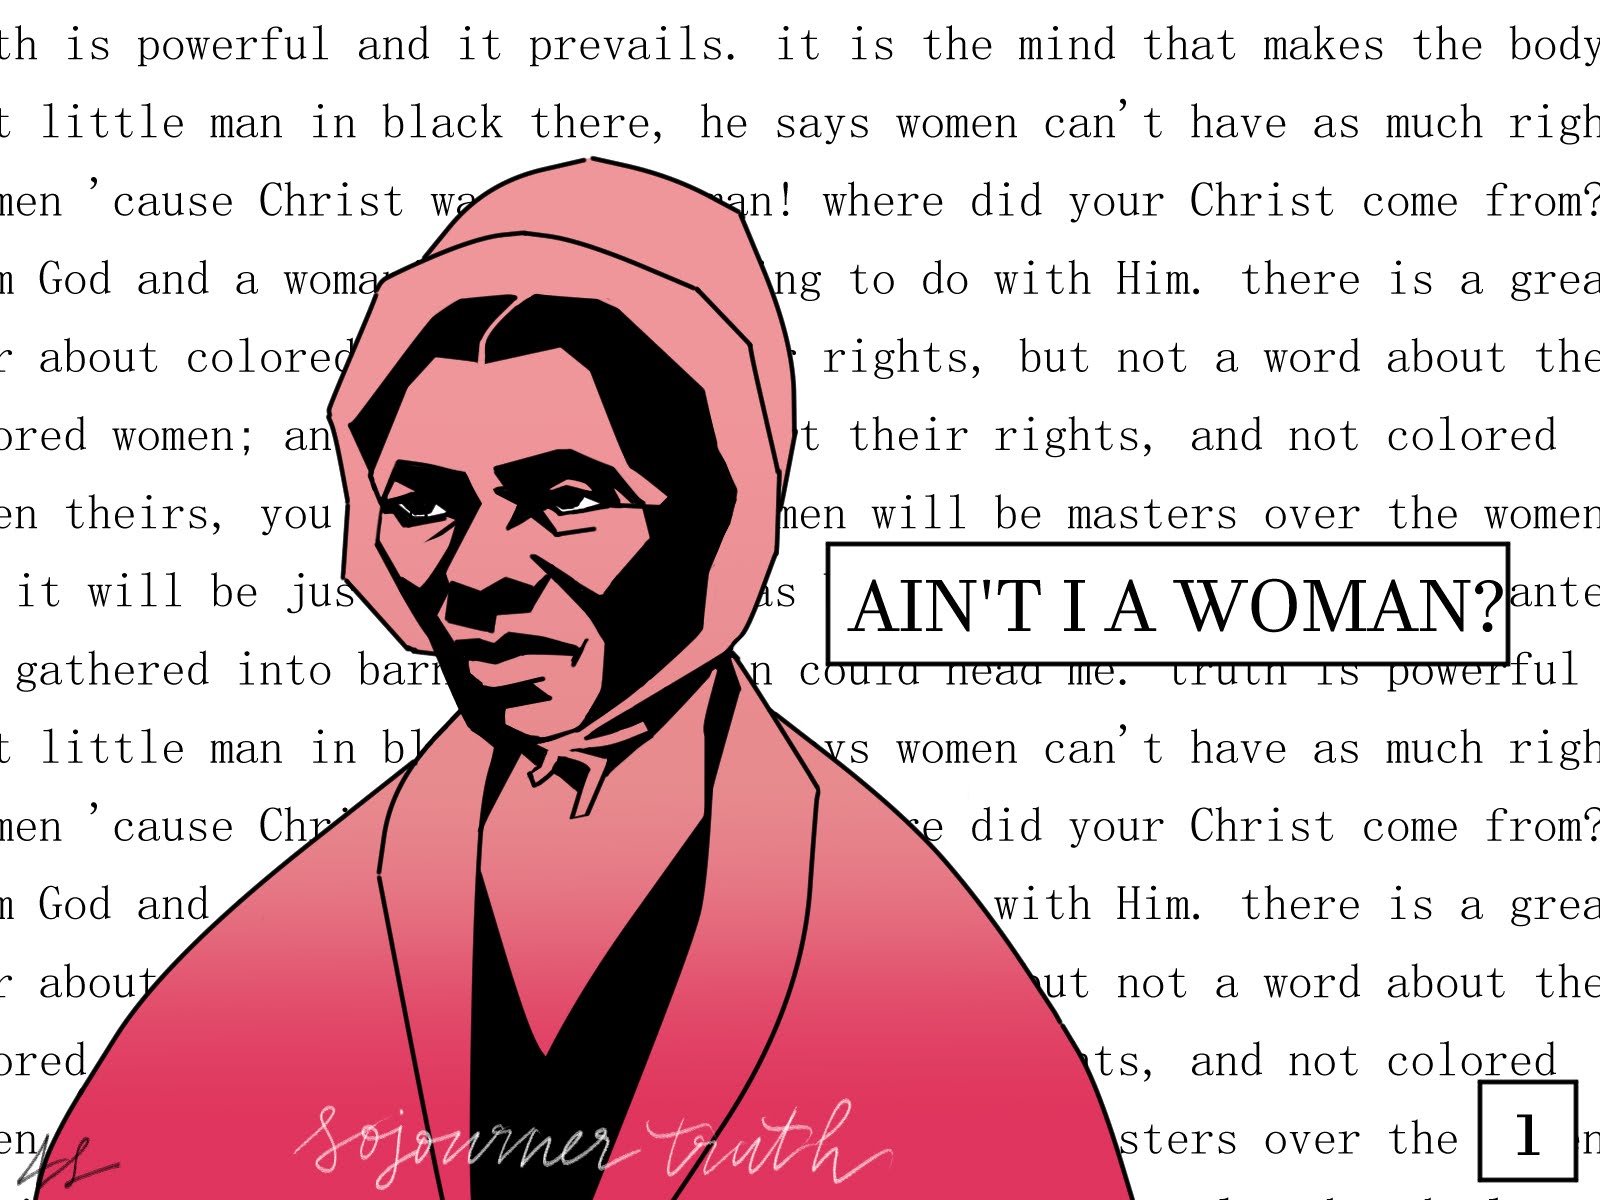 th is powerful and it prevails. it is the mind that makes the body
t little man in black there, he says women can't have as much righ
men 'cause Christ wa man! where did your Christ come from?
m God and a woma ng to do with Him. there is a grea
r about colored rights, but not a word about the
ored women; an t their rights, and not colored
en theirs, you men will be masters over the women
it will be jus as ante
AIN'T I A WOMAN?
gathered into barn n could head me. truth is powerful
t little man in bl ys women can't have as much righ
men 'cause Chri re did your Christ come from?
m God and with Him. there is a grea
r about but not a word about the
ored ts, and not colored
en sters over the en
1
sojourner truth